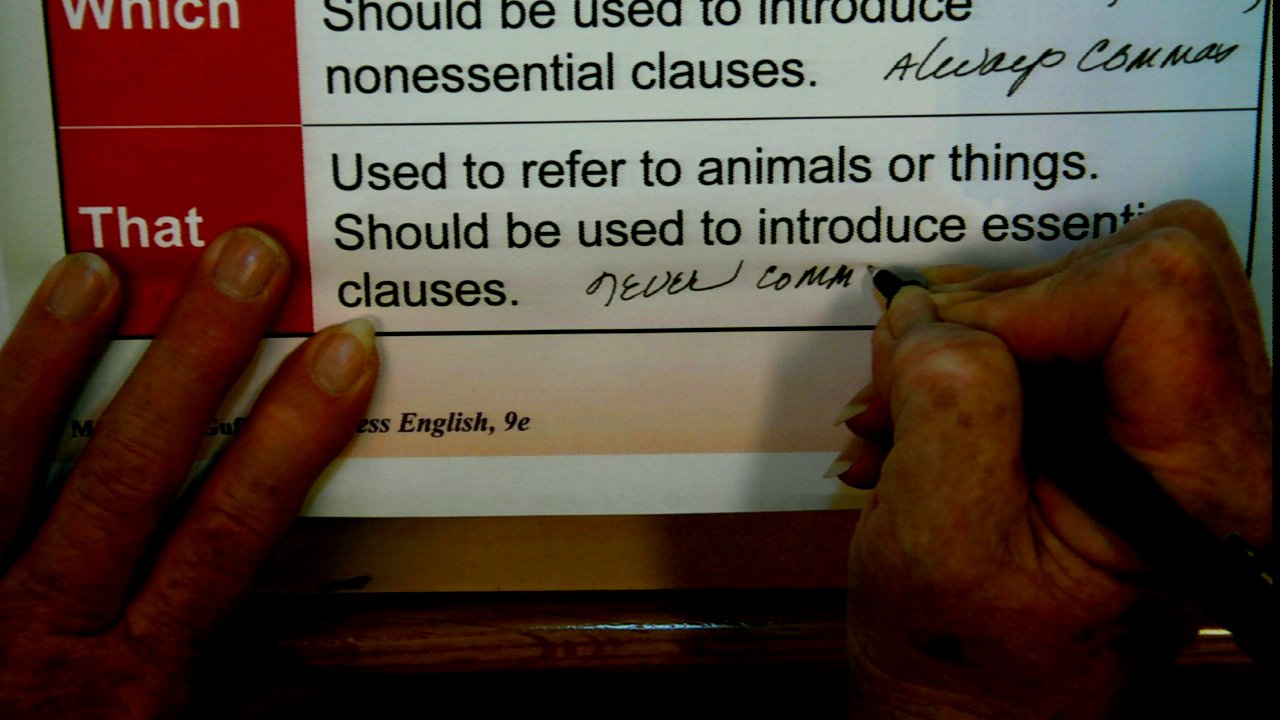 Which Should be used to introduce
nonessential clauses. Always commas
Used to refer to animals or things.
That Should be used to introduce essenti
clauses. never comm
ess English, 9e